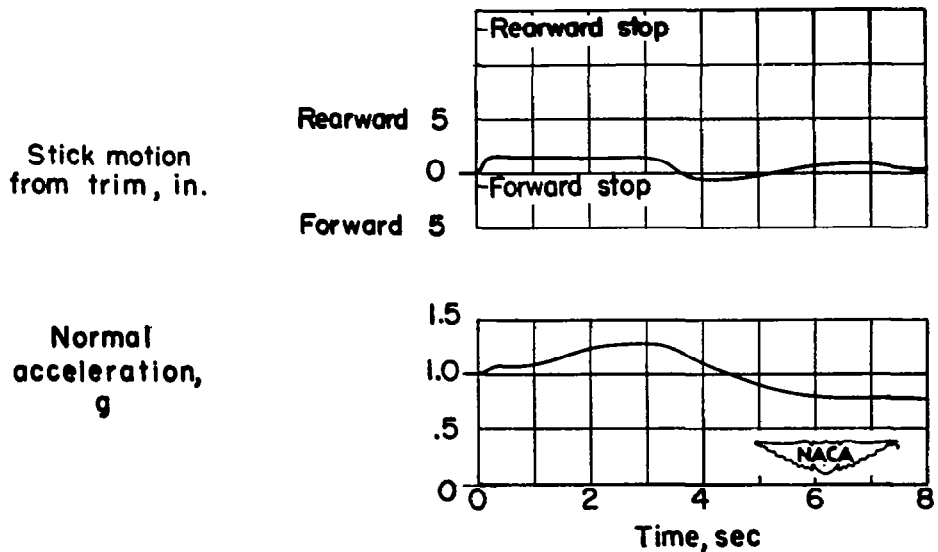 Rearward stop
Rearward 5
Stick motion
from trim, in.
0
Forward stop
Forward 5
1.5
Normal
acceleration,
g
1.0
.5
NACA
0
0 2 4 6 8
Time, sec